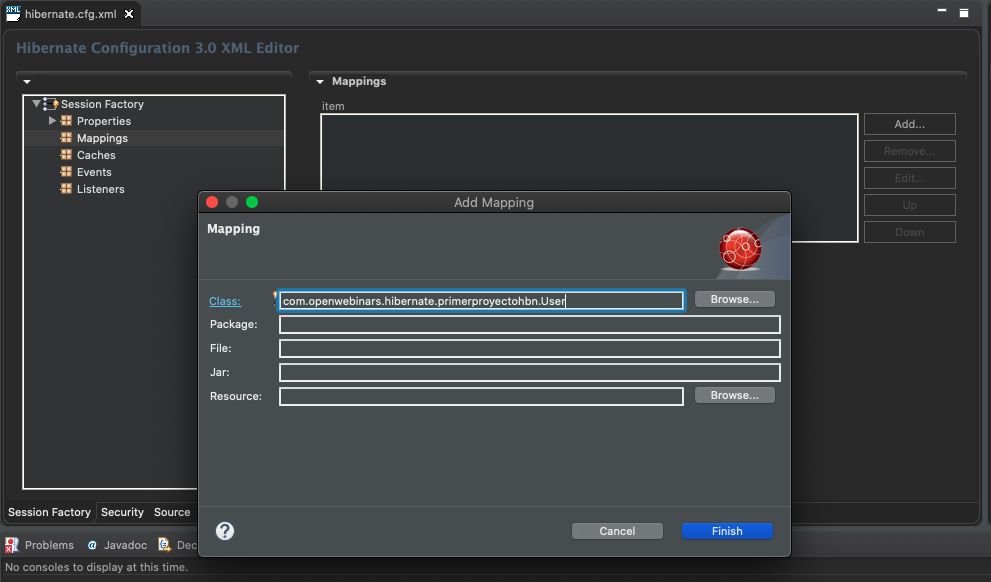 XML
hibernate.cfg.xml
Hibernate Configuration 3.0 XML Editor
Session Factory
Properties
Mappings
Caches
Events
Listeners
Mappings
item
Add...
Remove...
Edit...
Up
Down
Add Mapping
Mapping
Class:
com.openwebinars.hibernate.primerproyectohbn.User
Browse...
Package:
File:
Jar:
Resource:
Browse...
?
Cancel
Finish
Session Factory
Security
Source
Problems
@
Javadoc
Dec
No consoles to display at this time.